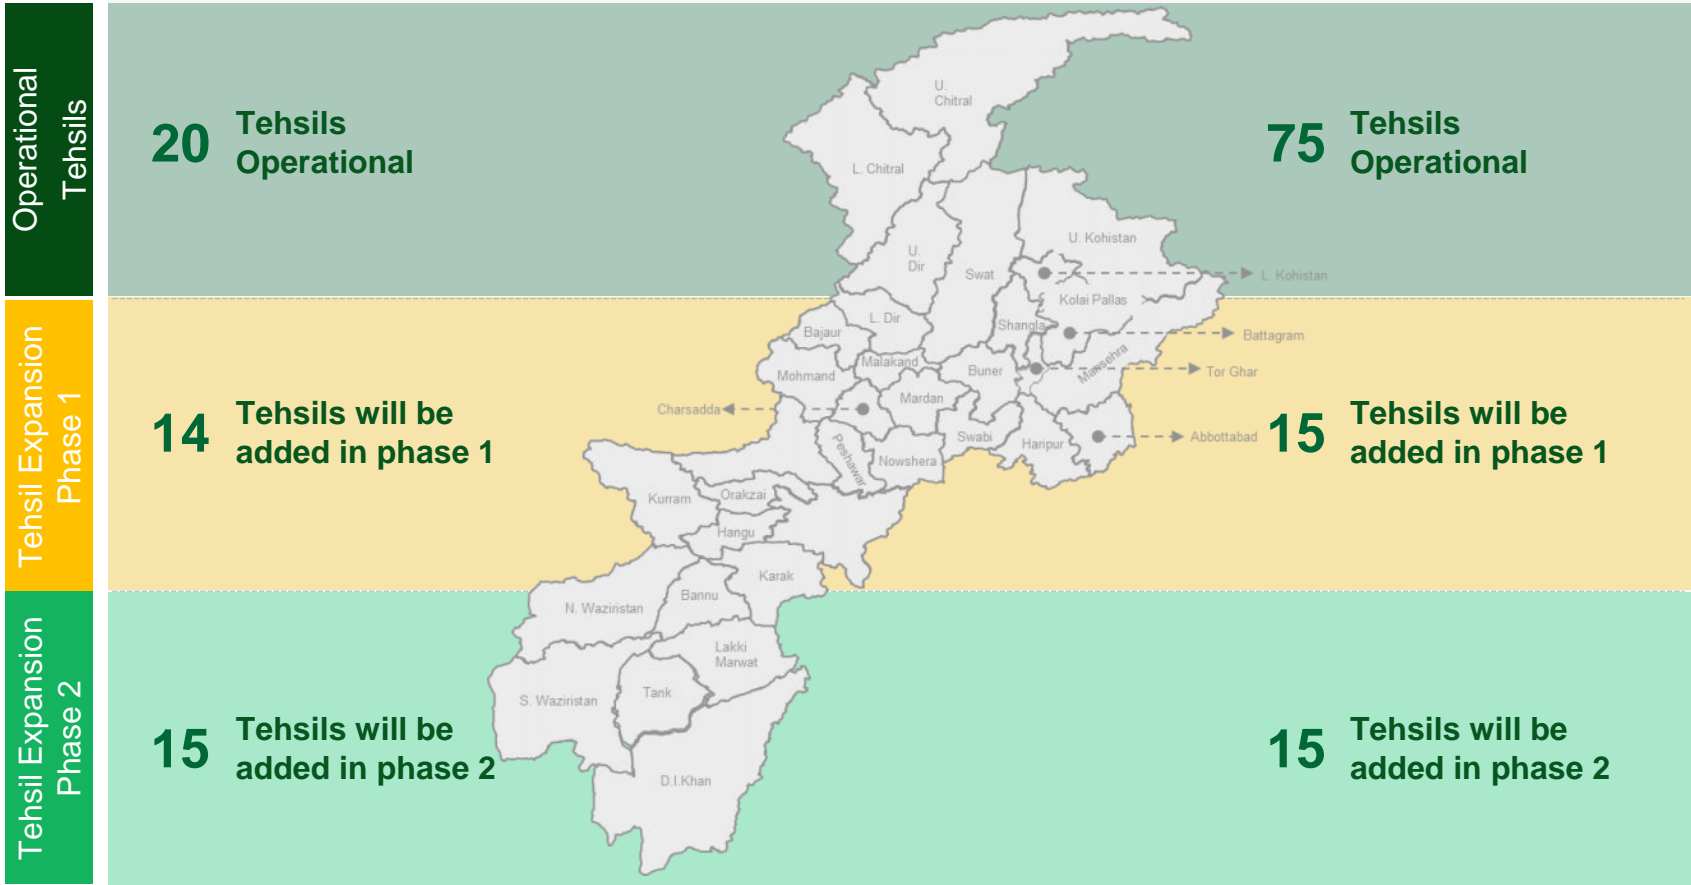 Operational
Tehsils
20
Tehsils
Operational
75
Tehsils
Operational
U.
Chitral
L. Chitral
U.
Dir
Swat
U. Kohistan
L. Kohistan
Kolai Pallas
Tehsil Expansion
Phase 1
14
Tehsils will be
added in phase 1
15
Tehsils will be
added in phase 1
Bajaur
L. Dir
Shangla
Battagram
Mohmand
Malakand
Buner
Mansehra
Tor Ghar
Charsadda
Mardan
Peshawar
Nowshera
Swabi
Haripur
Abbottabad
Kurram
Orakzai
Hangu
Karak
Tehsil Expansion
Phase 2
15
Tehsils will be
added in phase 2
15
Tehsils will be
added in phase 2
N. Waziristan
Bannu
Lakki
Marwat
S. Waziristan
Tank
D.I.Khan